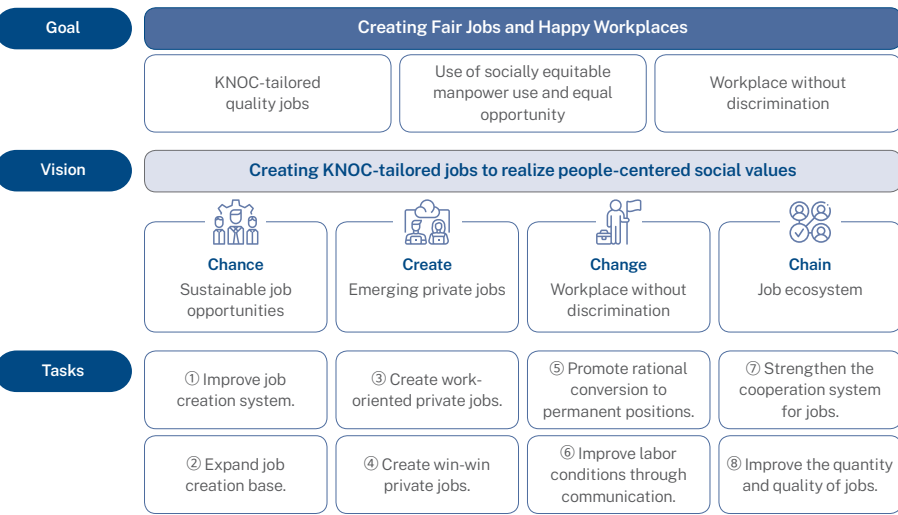 Goal
Creating Fair Jobs and Happy Workplaces
KNOC-tailored
quality jobs
Use of socially equitable
manpower use and equal
opportunity
Workplace without
discrimination
Vision
Creating KNOC-tailored jobs to realize people-centered social values
Chance
Sustainable job
opportunities
Create
Emerging private jobs
Change
Workplace without
discrimination
Chain
Job ecosystem
Tasks
① Improve job
creation system.
③ Create work-
oriented private jobs.
⑤ Promote rational
conversion to
permanent positions.
⑦ Strengthen the
cooperation system
for jobs.
② Expand job
creation base.
④ Create win-win
private jobs.
⑥ Improve labor
conditions through
communication.
⑧ Improve the quantity
and quality of jobs.